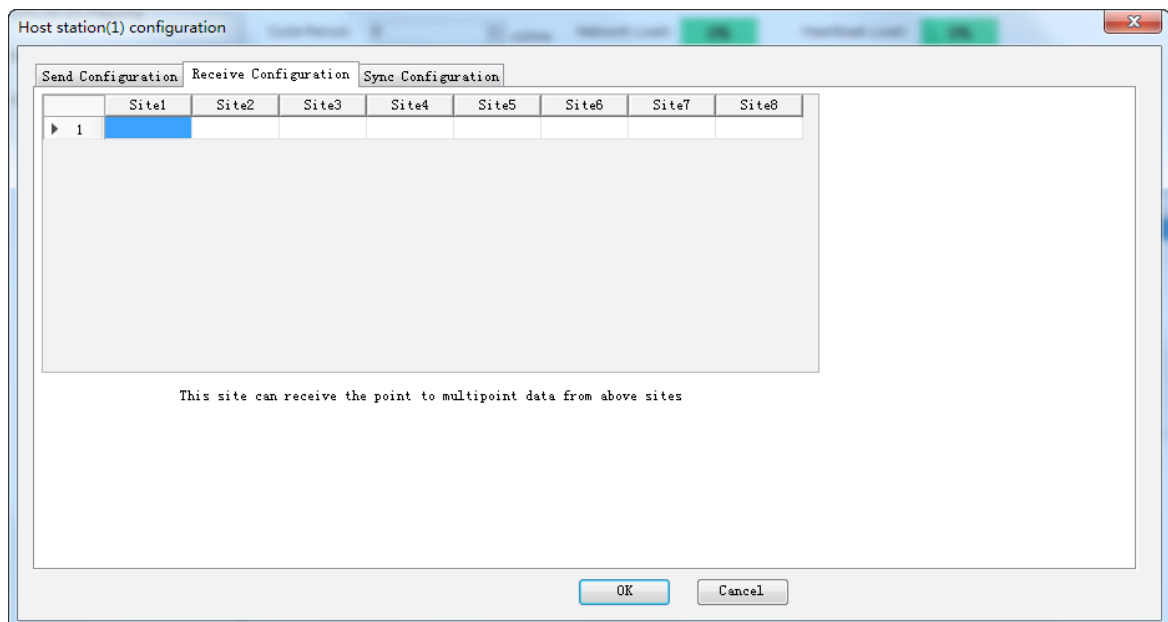 Host station(1) configuration
Send Configuration Receive Configuration Sync Configuration
Site1 Site2 Site3 Site4 Site5 Site6 Site7 Site8
1
This site can receive the point to multipoint data from above sites
OK Cancel